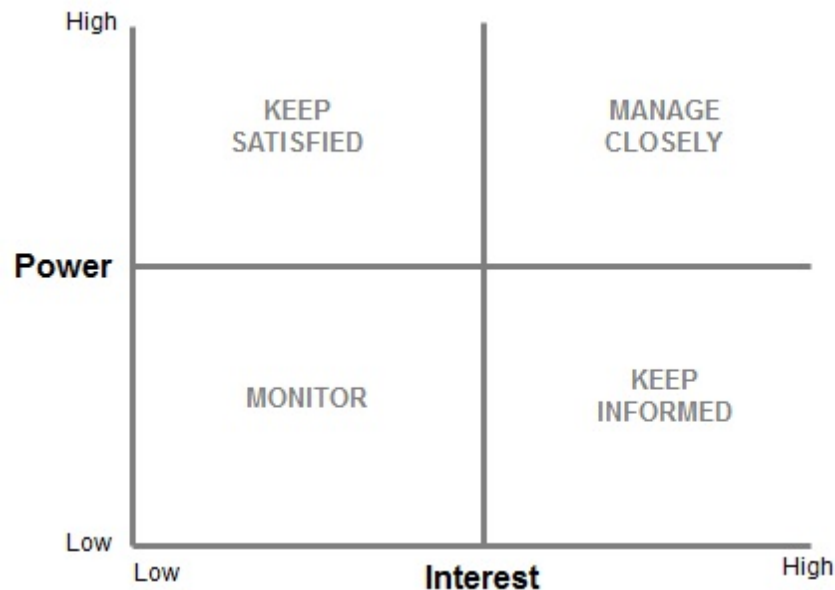 High
KEEP
SATISFIED
MANAGE
CLOSELY
Power
MONITOR
KEEP
INFORMED
Low
Low
Interest
High